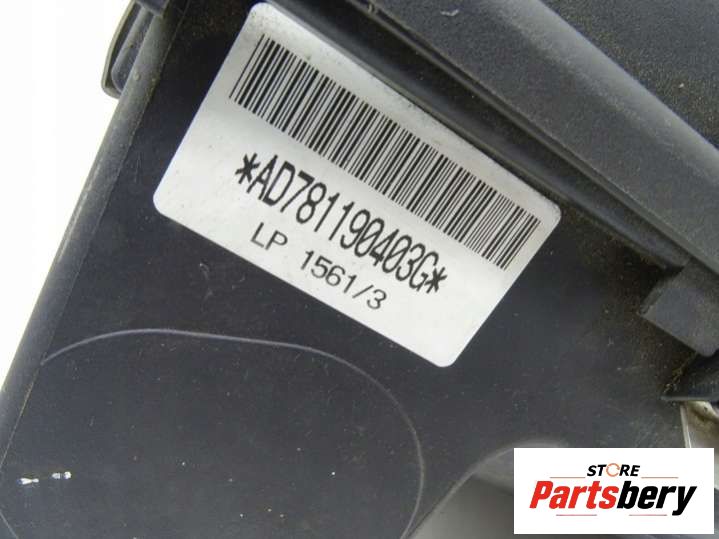 *AD781190403G*
LP 1561/3
STORE
Partsbery